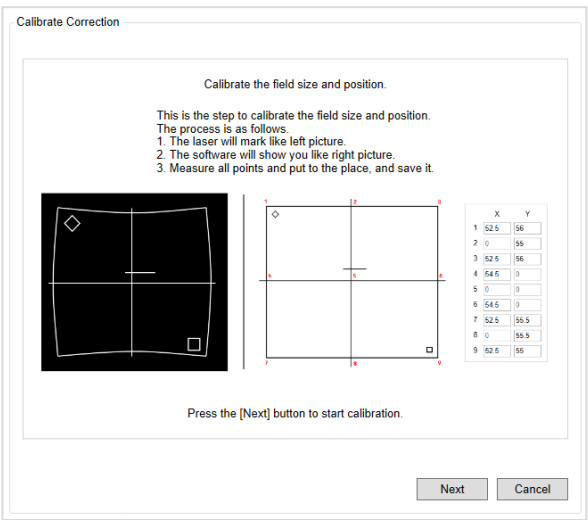 Calibrate Correction
Calibrate the field size and position.
This is the step to calibrate the field size and position.
The process is as follows.
1. The laser will mark like left picture.
2. The software will show you like right picture.
3. Measure all points and put to the place, and save it.
1 2 3
4 5 6
7 8 9
X Y
1 52.5 56
2 0 55
3 52.5 56
4 54.5 0
5 0 0
6 54.5 0
7 52.5 55.5
8 0 55.5
9 52.5 55
Press the [Next] button to start calibration.
Next Cancel